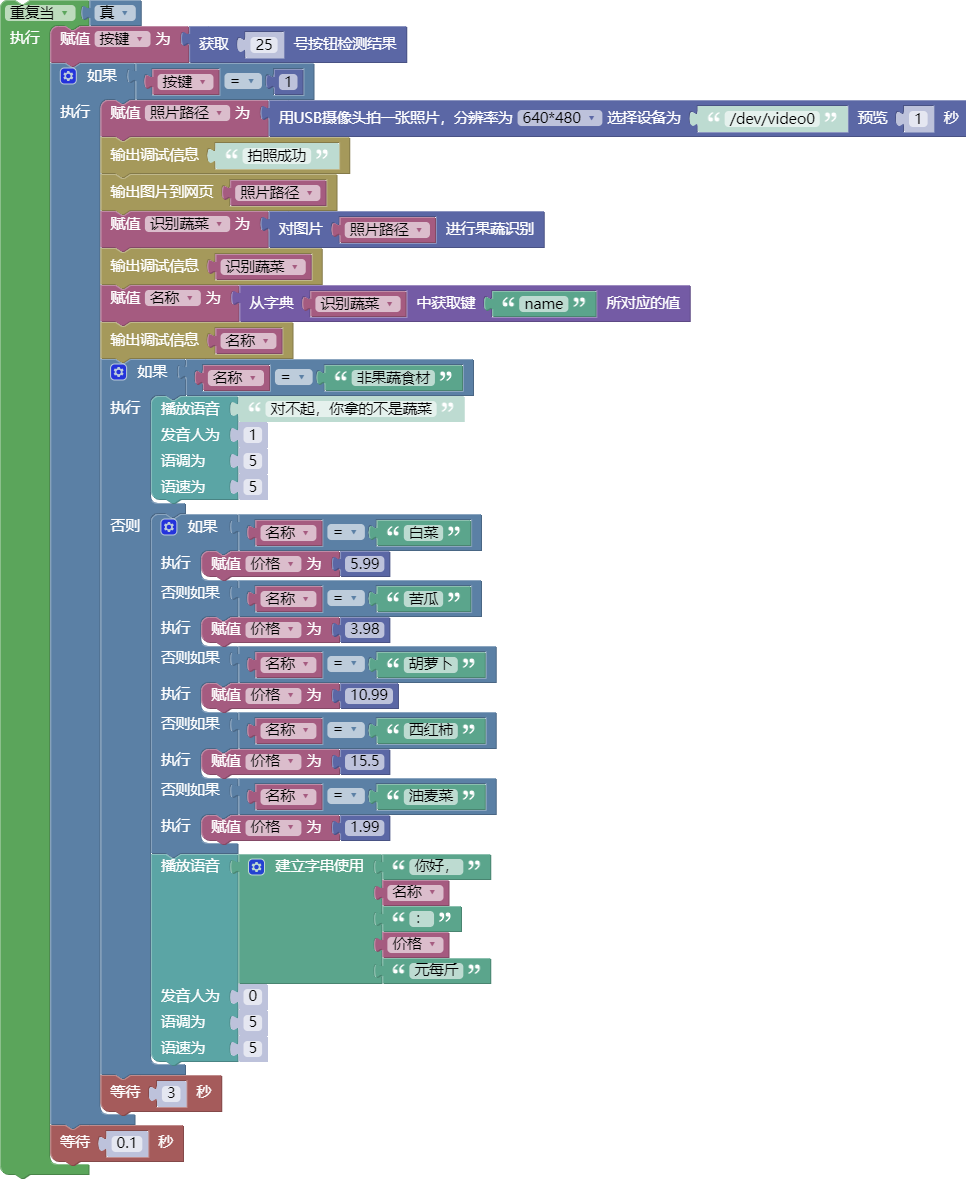 重复当 真
执行 赋值 按键 为 获取 25 号按钮检测结果
如果 按键 = 1
执行 赋值 照片路径 为 用USB摄像头拍一张照片，分辨率为 640*480 选择设备为 “ /dev/video0 ” 预览 1 秒
输出调试信息 “ 拍照成功 ”
输出图片到网页 照片路径
赋值 识别蔬菜 为 对图片 照片路径 进行果蔬识别
输出调试信息 识别蔬菜
赋值 名称 为 从字典 识别蔬菜 中获取键 “ name ” 所对应的值
输出调试信息 名称
如果 名称 = “ 非果蔬食材 ”
执行 播放语音 “ 对不起，你拿的不是蔬菜 ”
发音人为 1
语调为 5
语速为 5
否则 如果 名称 = “ 白菜 ”
执行 赋值 价格 为 5.99
否则如果 名称 = “ 苦瓜 ”
执行 赋值 价格 为 3.98
否则如果 名称 = “ 胡萝卜 ”
执行 赋值 价格 为 10.99
否则如果 名称 = “ 西红柿 ”
执行 赋值 价格 为 15.5
否则如果 名称 = “ 油麦菜 ”
执行 赋值 价格 为 1.99
播放语音 建立字串使用 “ 你好， ”
名称
“ ： ”
价格
“ 元每斤 ”
发音人为 0
语调为 5
语速为 5
等待 3 秒
等待 0.1 秒